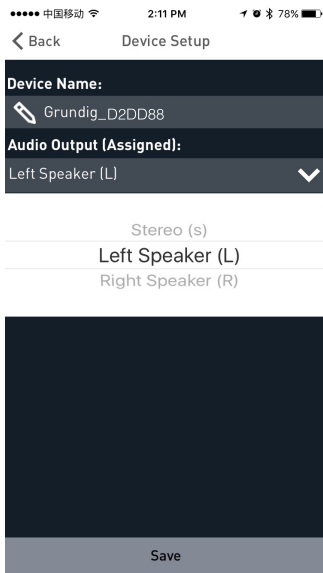 中国移动 2:11 PM 78%
Back Device Setup
Device Name:
Grundig_D2DD88
Audio Output (Assigned):
Left Speaker (L)
Stereo (s)
Left Speaker (L)
Right Speaker (R)
Save